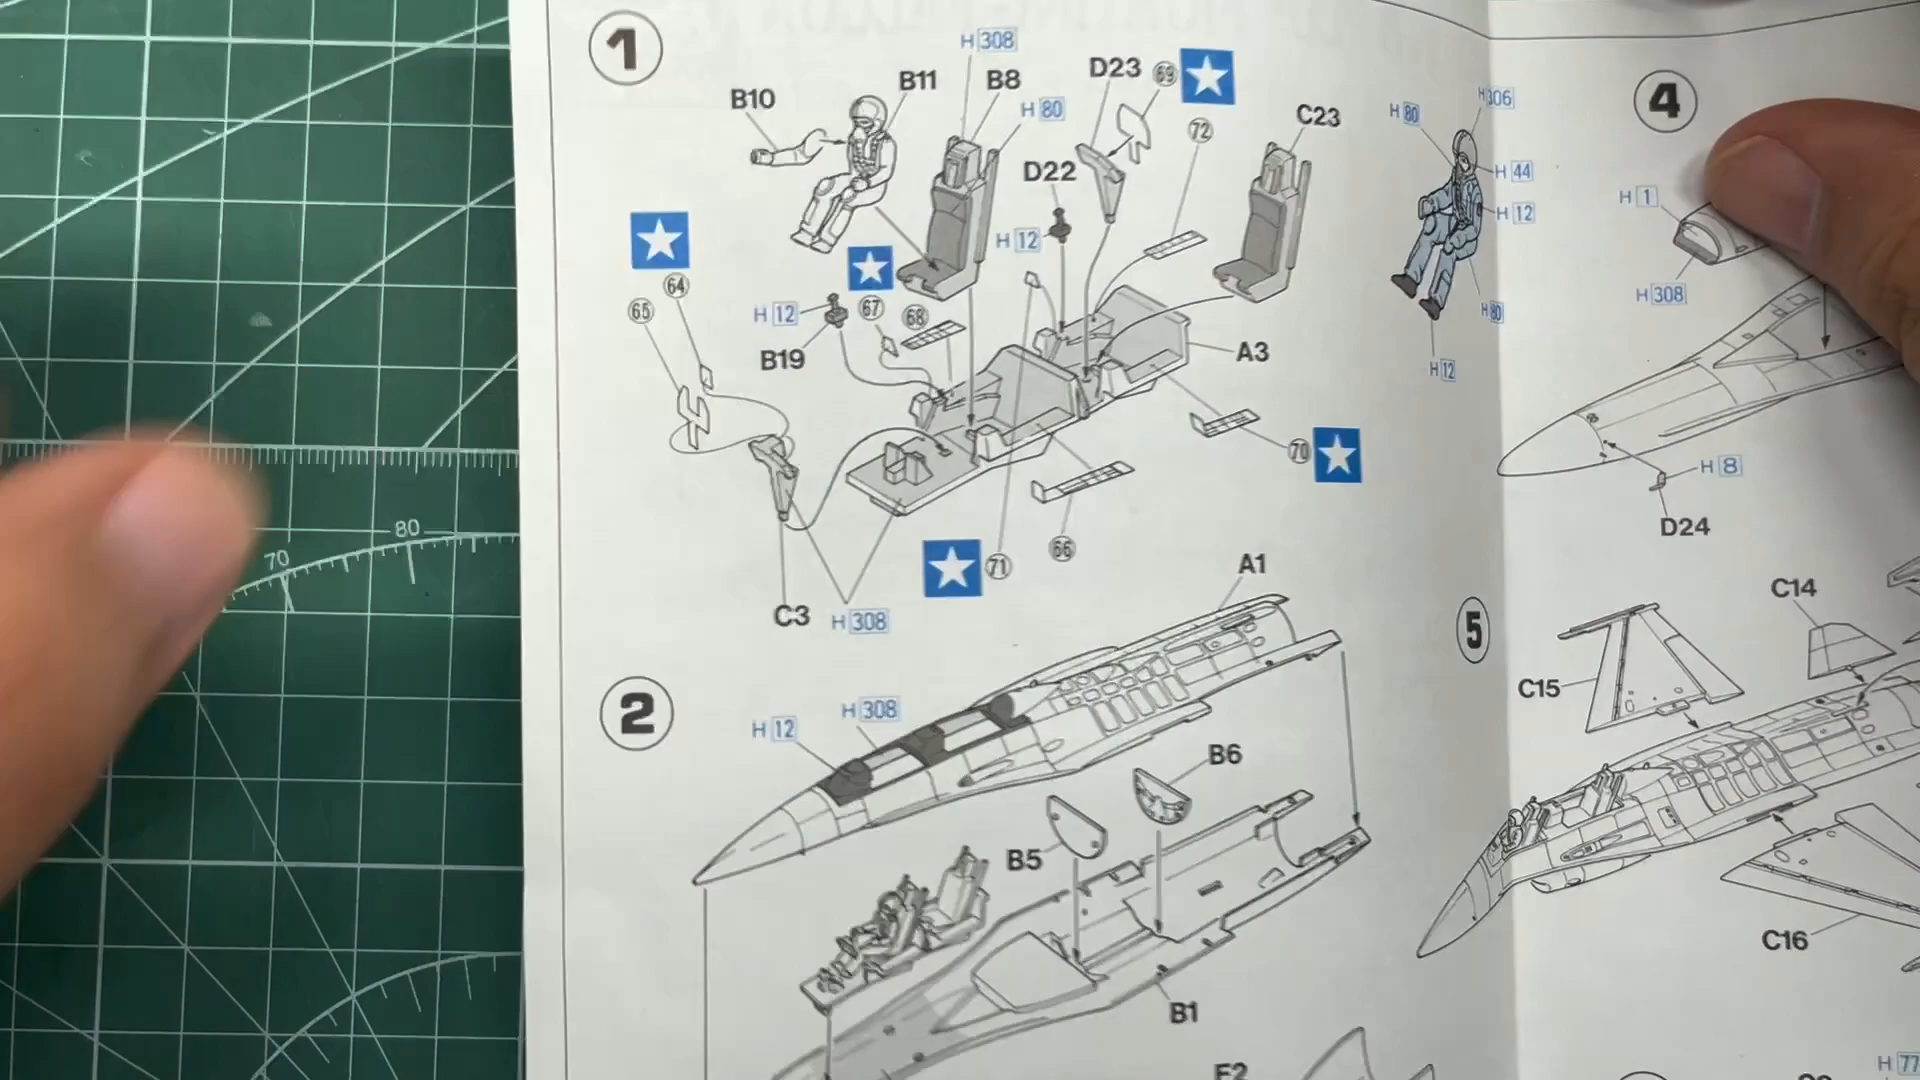 1
H 308
B10
B11
B8
D23
69
H 80
72
C23
D22
H 12
64
65
H 12
67
68
B19
A3
70
71
66
C3
H 308
H 80
H 306
H 44
H 12
H 80
H 12
4
H 1
H 308
H 8
D24
2
A1
H 12
H 308
B6
B5
B1
5
C14
C15
C16
H 77
70
80